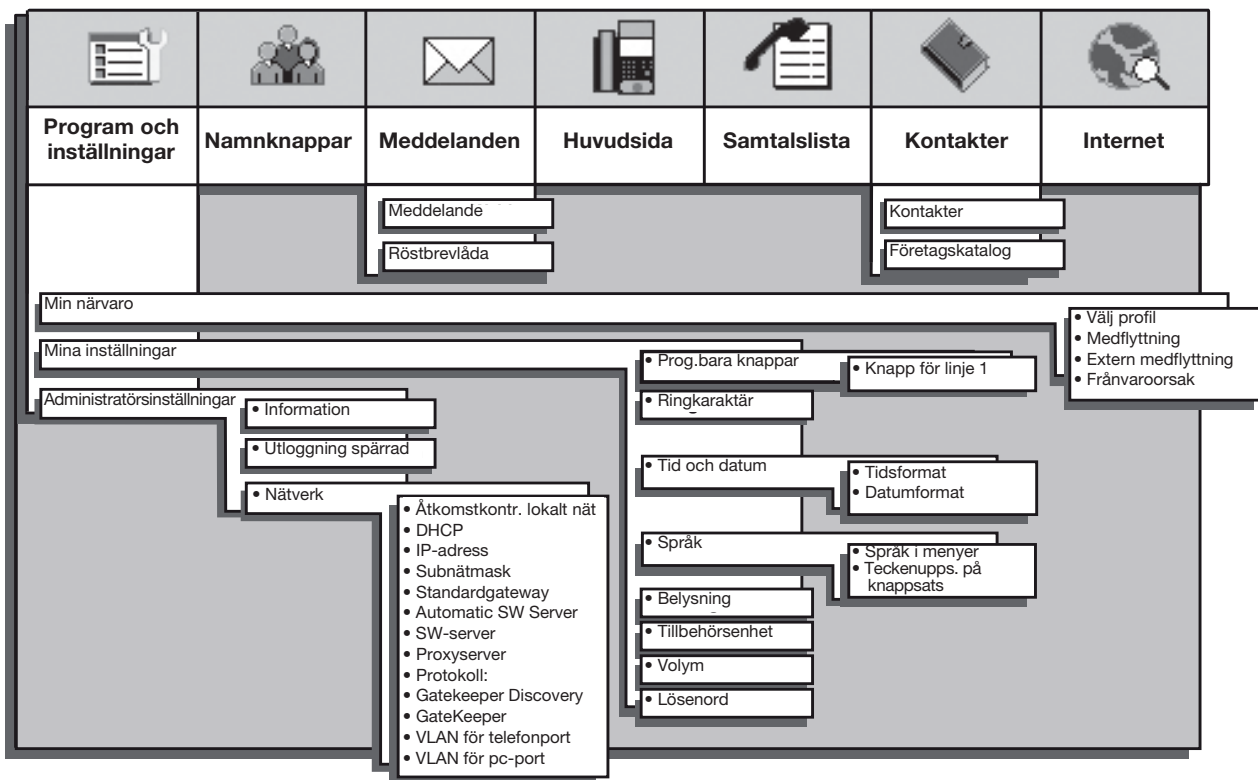 Program och
inställningar
Namnknappar
Meddelanden
Huvudsida
Samtalslista
Kontakter
Internet
Meddelande
Röstbrevlåda
Kontakter
Företagskatalog
Min närvaro
• Välj profil
• Medflyttning
• Extern medflyttning
• Frånvaroorsak
Mina inställningar
• Prog.bara knappar
• Knapp för linje 1
• Ringkaraktär
• Tid och datum
• Tidsformat
• Datumformat
• Språk
• Språk i menyer
• Teckenupps. på
knappsats
• Belysning
• Tillbehörsenhet
• Volym
• Lösenord
Administratörsinställningar
• Information
• Utloggning spärrad
• Nätverk
• Åtkomstkontr. lokalt nät
• DHCP
• IP-adress
• Subnätmask
• Standardgateway
• Automatic SW Server
• SW-server
• Proxyserver
• Protokoll:
• Gatekeeper Discovery
• GateKeeper
• VLAN för telefonport
• VLAN för pc-port